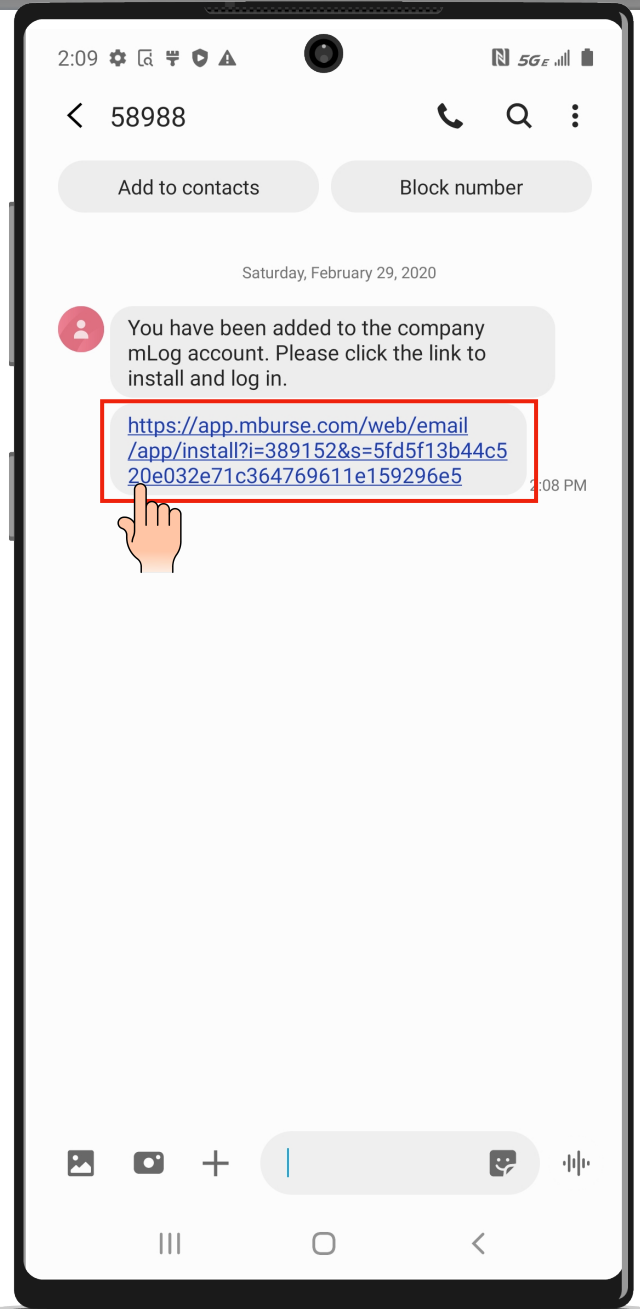 2:09
5GE
58988
Add to contacts
Block number
Saturday, February 29, 2020
You have been added to the company
mLog account. Please click the link to
install and log in.
https://app.mburse.com/web/email
/app/install?i=389152&s=5fd5f13b44c5
20e032e71c364769611e159296e5
2:08 PM